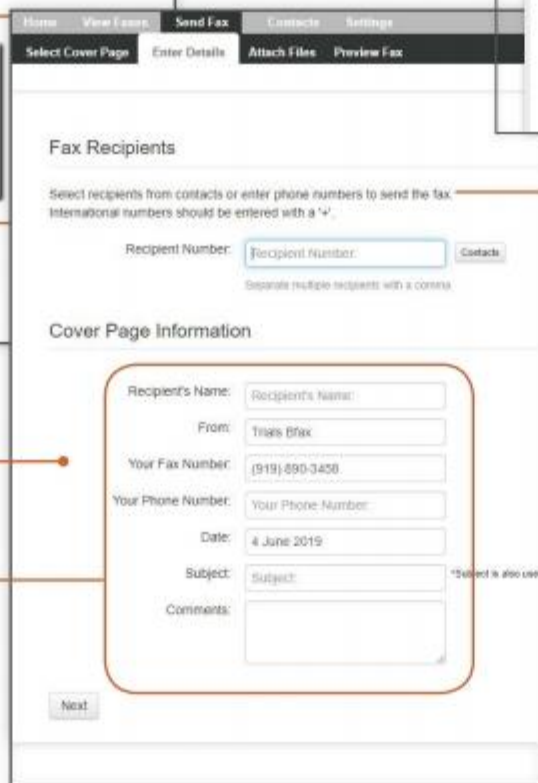 Home View Faxes Send Fax Contacts Settings
Select Cover Page Enter Details Attach Files Preview Fax
Fax Recipients
Select recipients from contacts or enter phone numbers to send the fax.
International numbers should be entered with a '+'.
Recipient Number: Recipient Number: Contacts
Separate multiple recipients with a comma
Cover Page Information
Recipient's Name: Recipient's Name:
From: Trials Bfax
Your Fax Number: (919) 890-3458
Your Phone Number: Your Phone Number:
Date: 4 June 2019
Subject: Subject: *Subject is also use
Comments:
Next